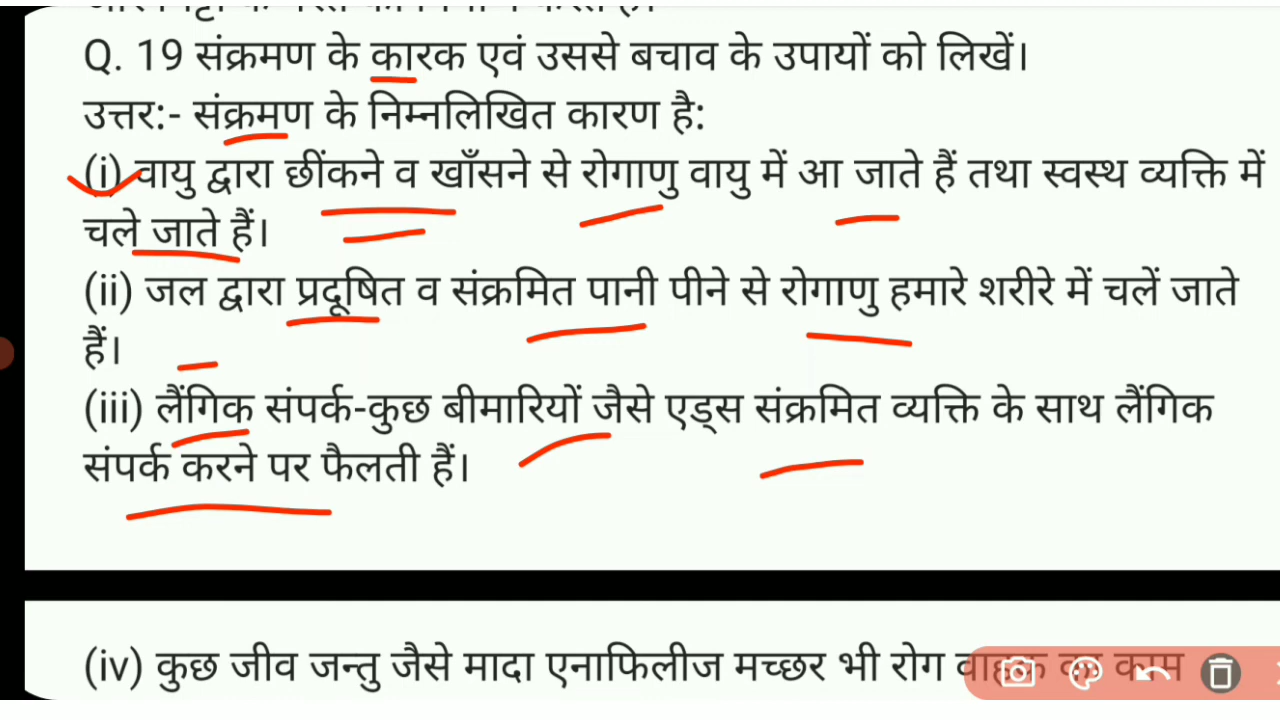 Q. 19 संक्रमण के कारक एवं उससे बचाव के उपायों को लिखें।
उत्तर:- संक्रमण के निम्नलिखित कारण है:
(i) वायु द्वारा छींकने व खाँसने से रोगाणु वायु में आ जाते हैं तथा स्वस्थ व्यक्ति में
चले जाते हैं।
(ii) जल द्वारा प्रदूषित व संक्रमित पानी पीने से रोगाणु हमारे शरीरे में चलें जाते
हैं।
(iii) लैंगिक संपर्क-कुछ बीमारियों जैसे एड्स संक्रमित व्यक्ति के साथ लैंगिक
संपर्क करने पर फैलती हैं।
(iv) कुछ जीव जन्तु जैसे मादा एनाफिलीज मच्छर भी रोग वाहक का काम